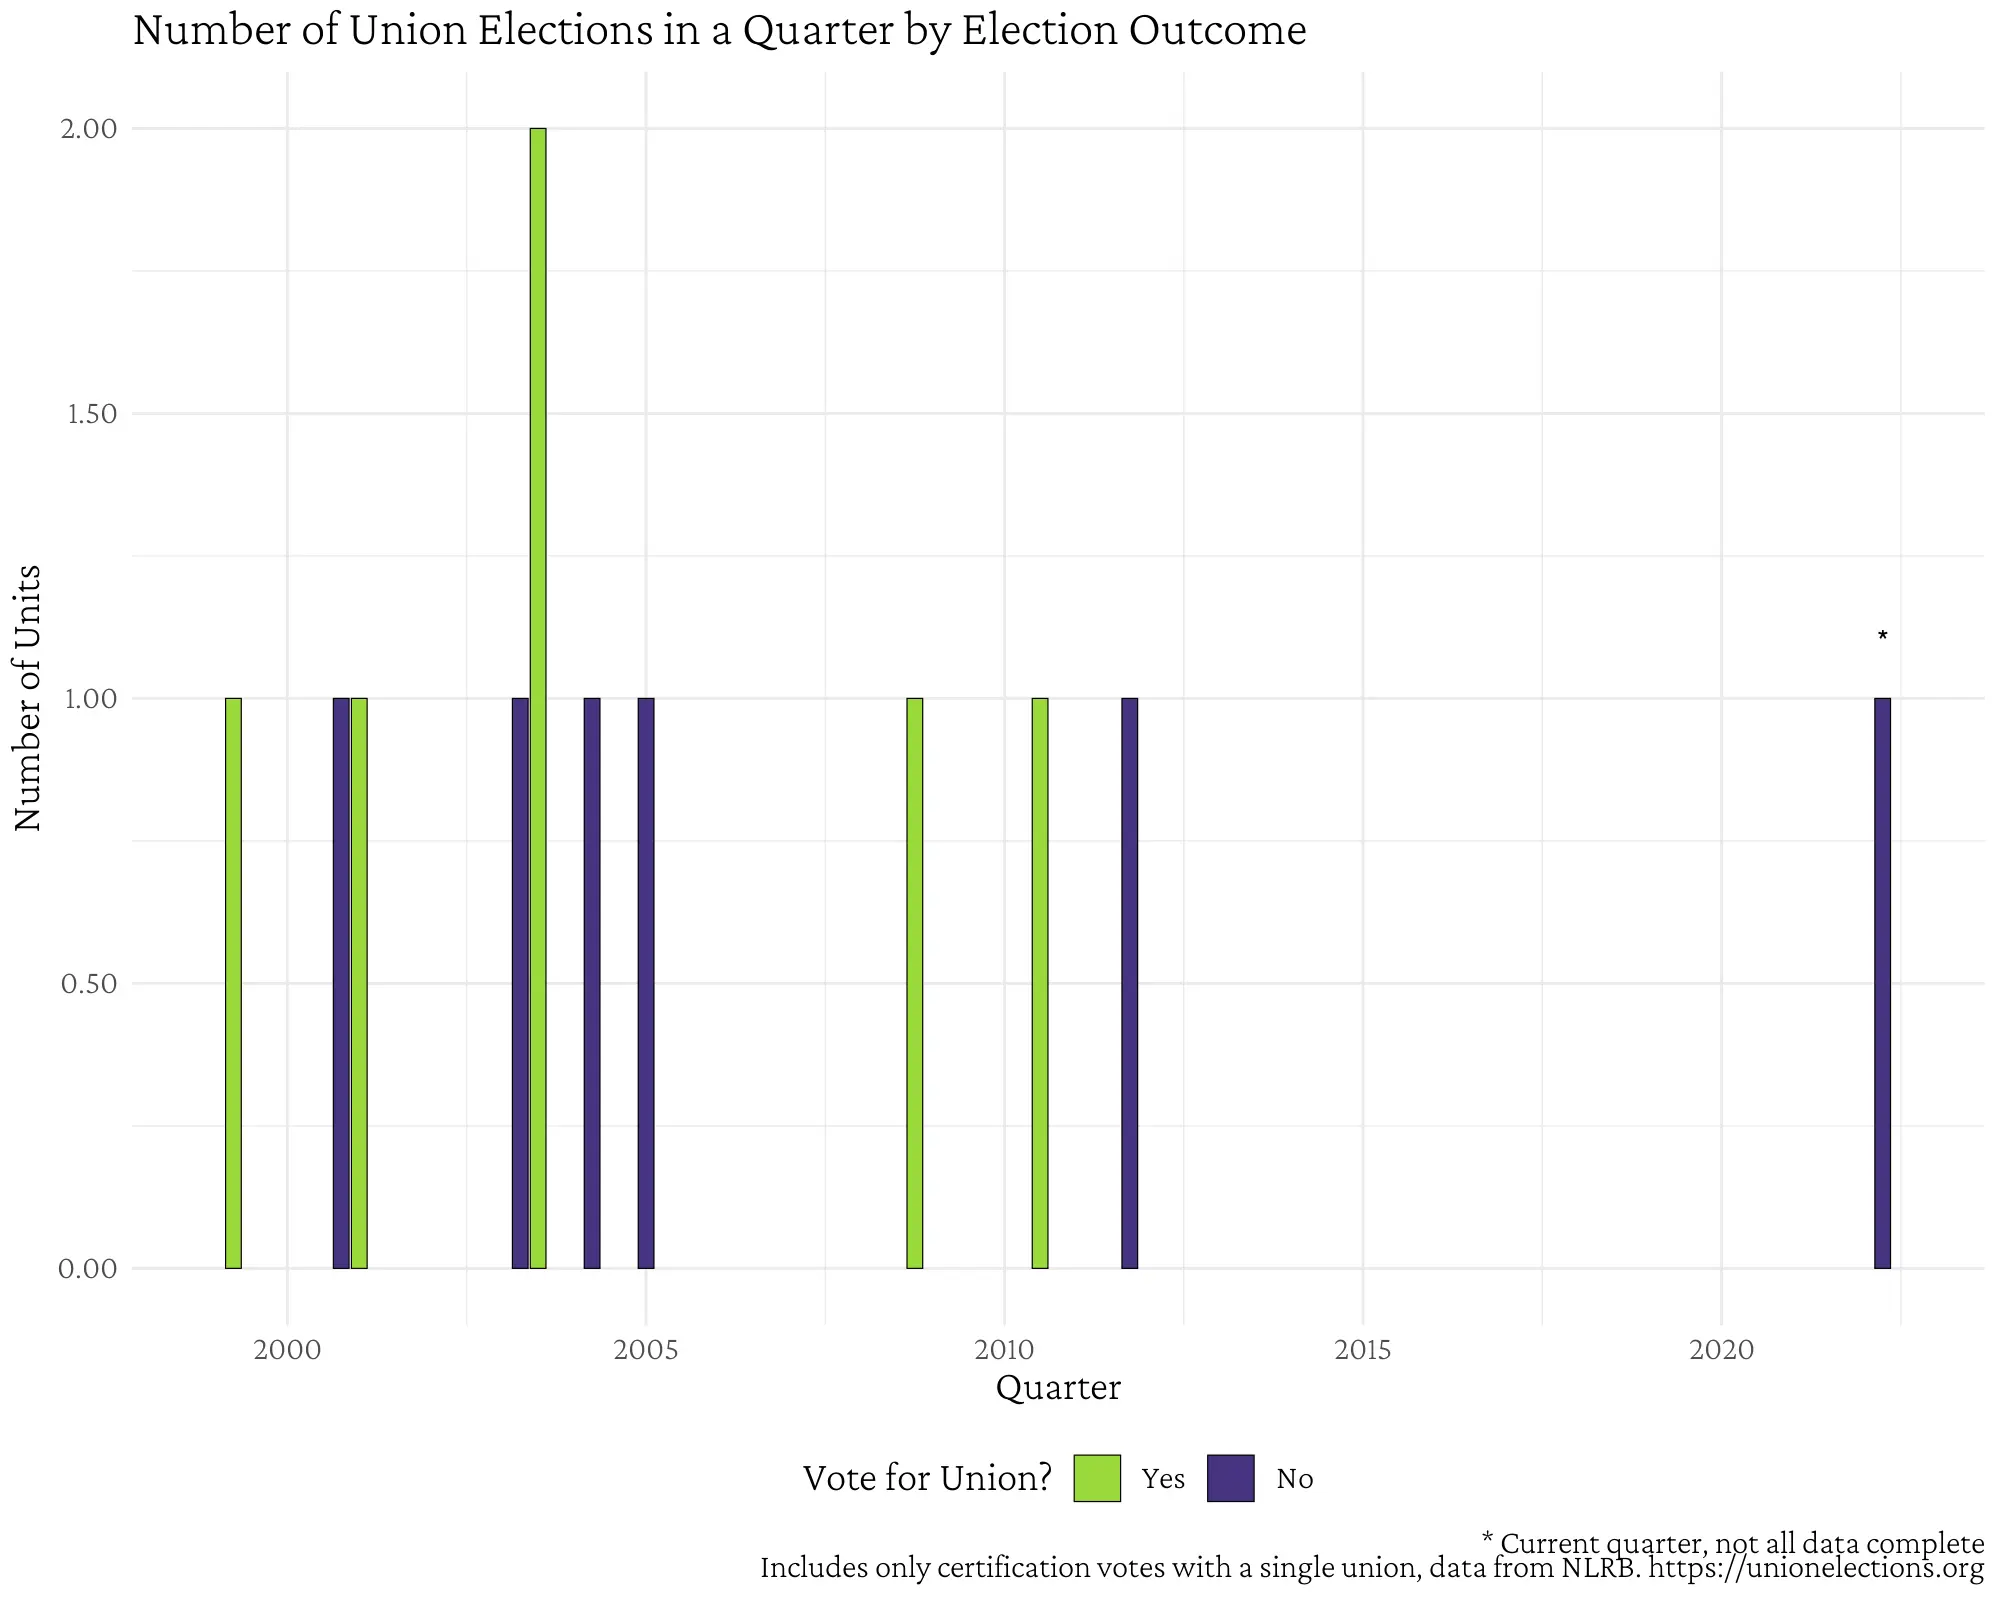 Number of Union Elections in a Quarter by Election Outcome
Number of Units
2.00
1.50
1.00
0.50
0.00
*
2000 2005 2010 2015 2020
Quarter
Vote for Union? Yes No
* Current quarter, not all data complete
Includes only certification votes with a single union, data from NLRB. https://unionelections.org